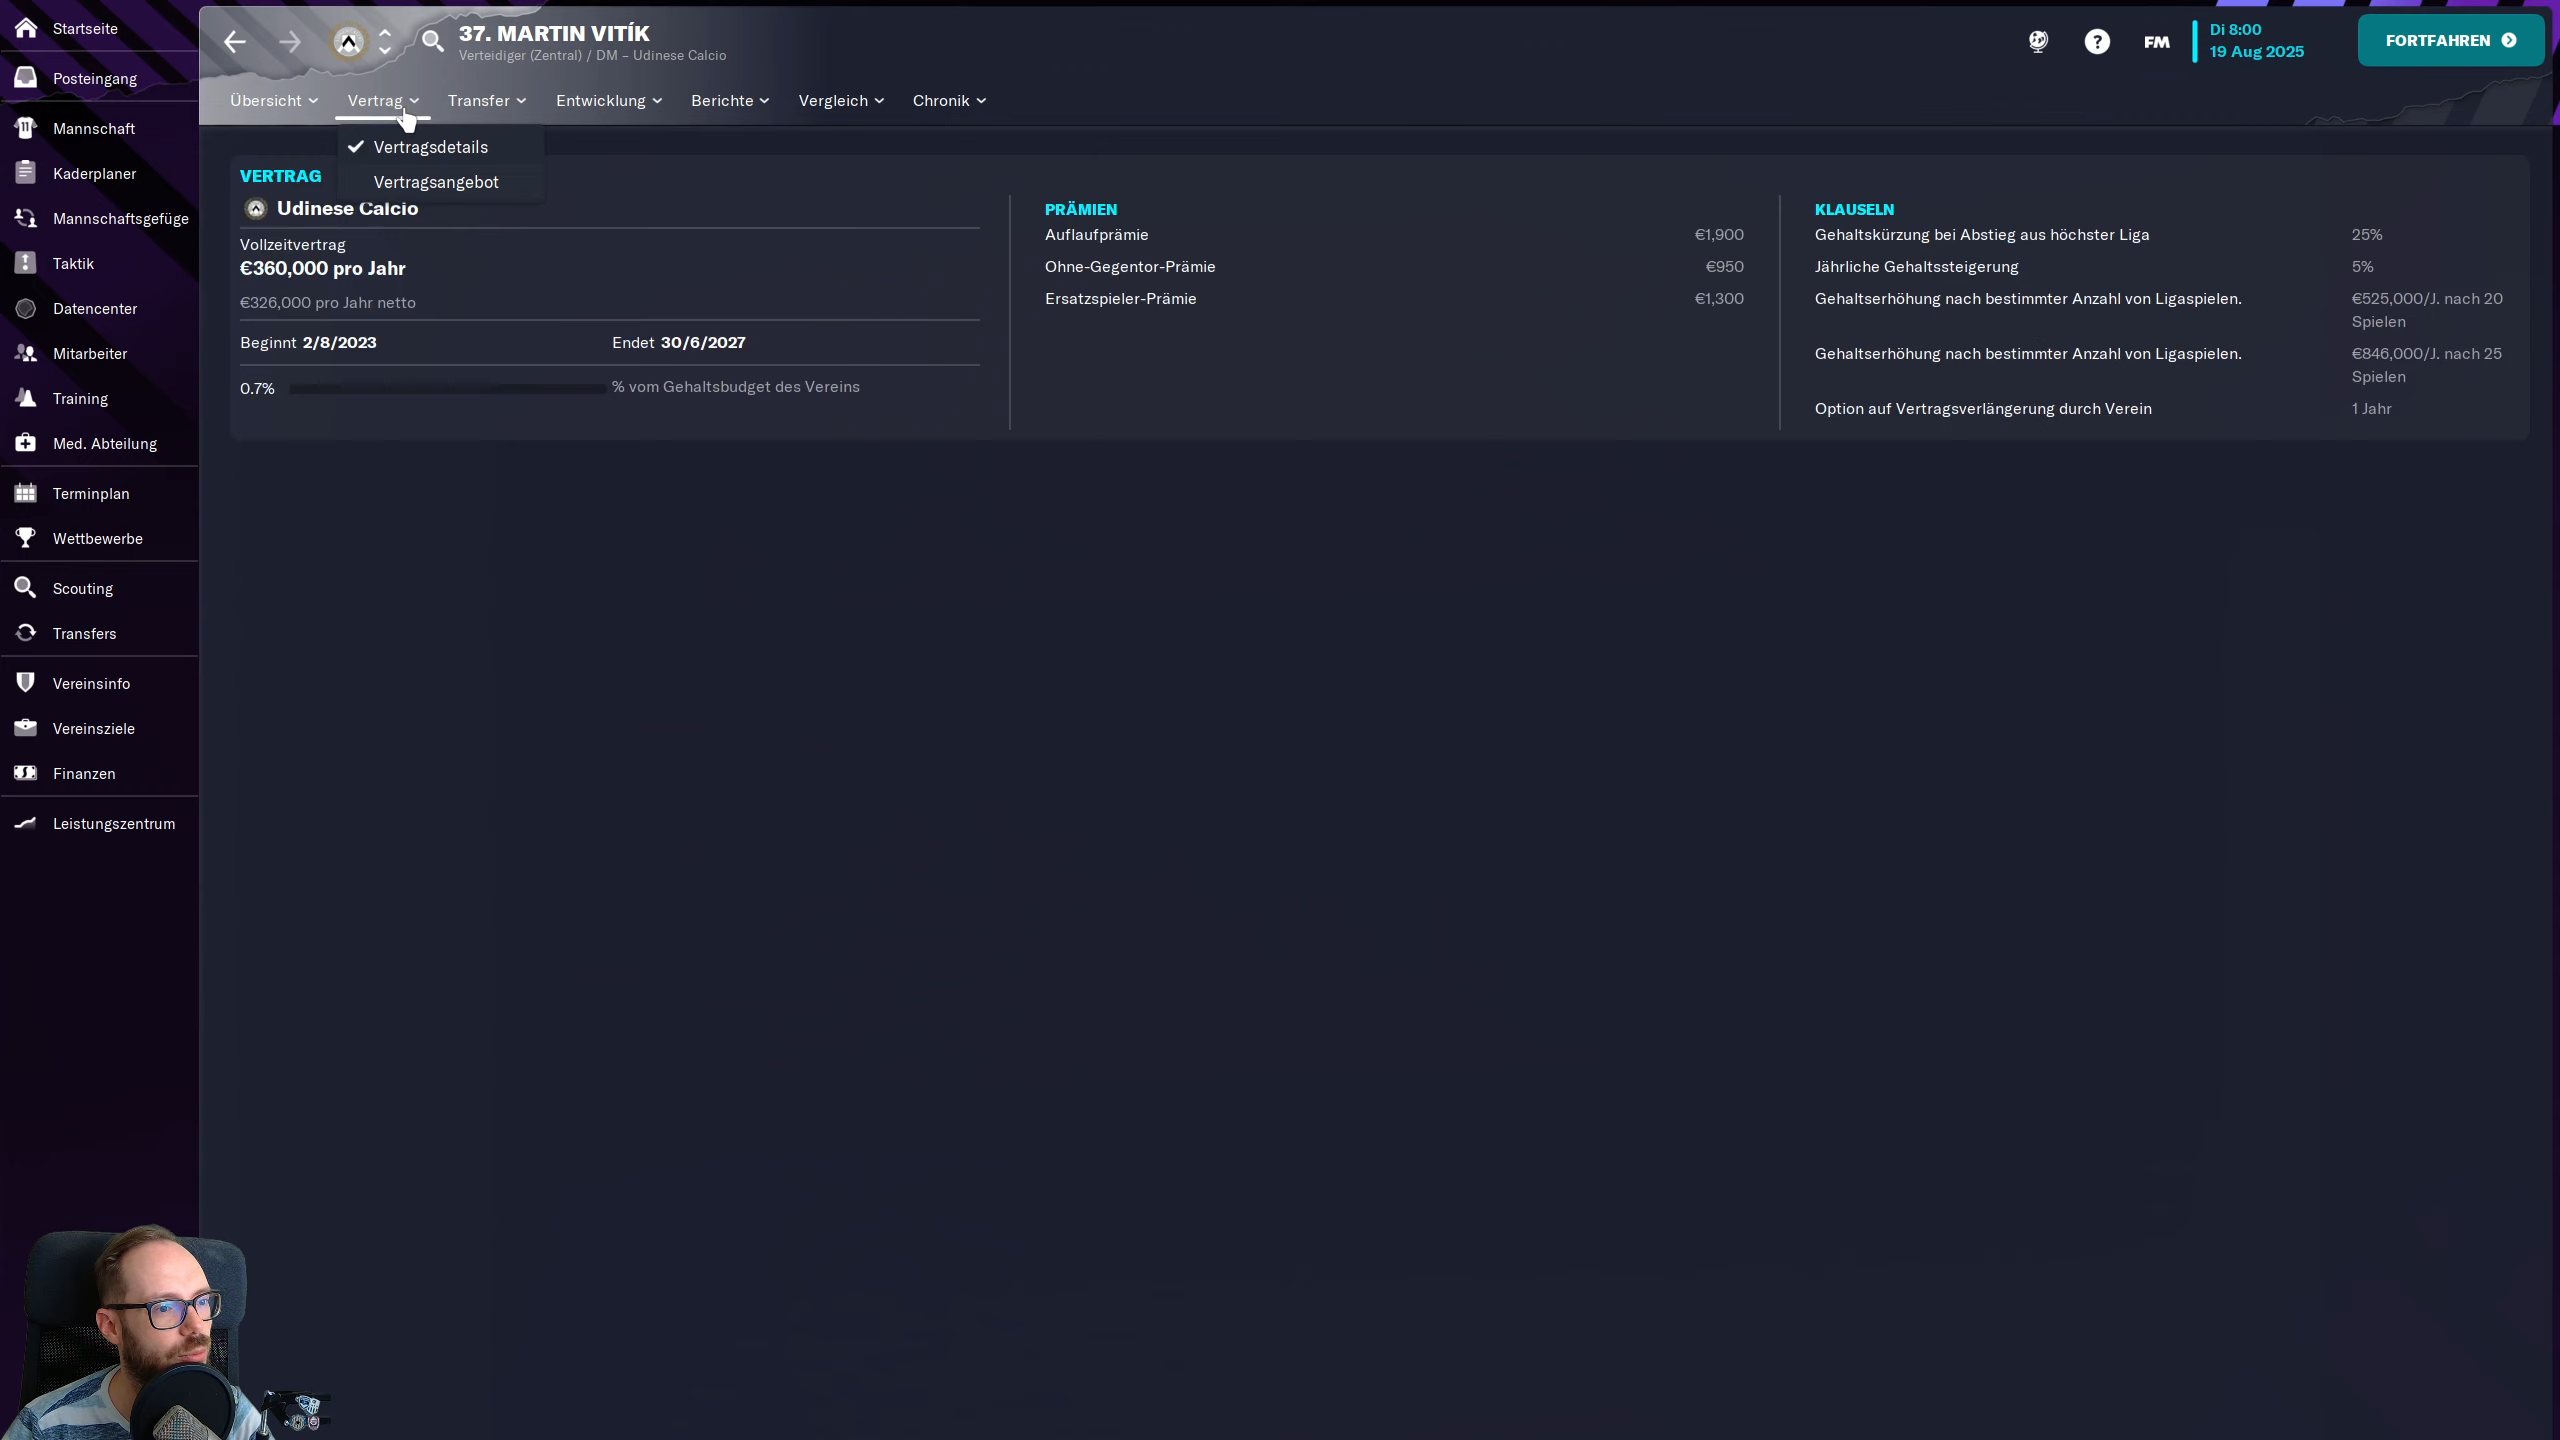 Startseite
Posteingang
Mannschaft
Kaderplaner
Mannschaftsgefüge
Taktik
Datencenter
Mitarbeiter
Training
Med. Abteilung
Terminplan
Wettbewerbe
Scouting
Transfers
Vereinsinfo
Vereinsziele
Finanzen
Leistungszentrum
37. MARTIN VITÍK
Verteidiger (Zentral) / DM – Udinese Calcio
FM
Di 8:00
19 Aug 2025
FORTFAHREN
Übersicht
Vertrag
Transfer
Entwicklung
Berichte
Vergleich
Chronik
Vertragsdetails
Vertragsangebot
VERTRAG
Udinese Calcio
Vollzeitvertrag
€360,000 pro Jahr
€326,000 pro Jahr netto
Beginnt 2/8/2023 Endet 30/6/2027
0.7% % vom Gehaltsbudget des Vereins
PRÄMIEN
Auflaufprämie €1,900
Ohne-Gegentor-Prämie €950
Ersatzspieler-Prämie €1,300
KLAUSELN
Gehaltskürzung bei Abstieg aus höchster Liga 25%
Jährliche Gehaltssteigerung 5%
Gehaltserhöhung nach bestimmter Anzahl von Ligaspielen. €525,000/J. nach 20
Spielen
Gehaltserhöhung nach bestimmter Anzahl von Ligaspielen. €846,000/J. nach 25
Spielen
Option auf Vertragsverlängerung durch Verein 1 Jahr